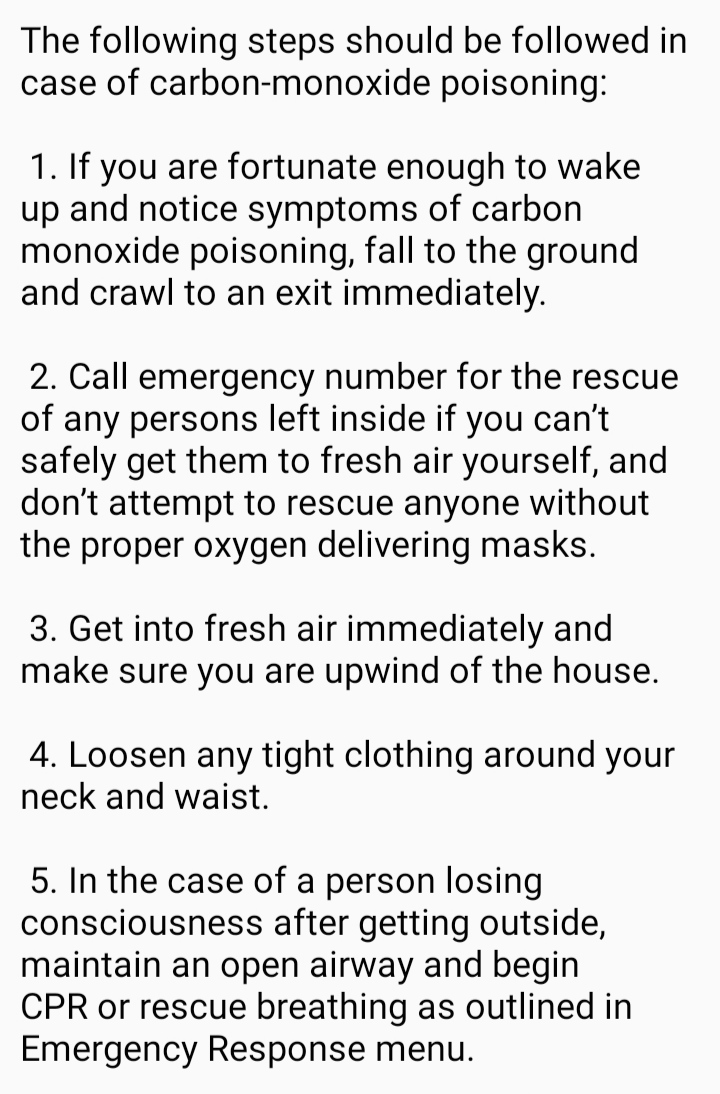 The following steps should be followed in
case of carbon-monoxide poisoning:
1. If you are fortunate enough to wake
up and notice symptoms of carbon
monoxide poisoning, fall to the ground
and crawl to an exit immediately.
2. Call emergency number for the rescue
of any persons left inside if you can’t
safely get them to fresh air yourself, and
don’t attempt to rescue anyone without
the proper oxygen delivering masks.
3. Get into fresh air immediately and
make sure you are upwind of the house.
4. Loosen any tight clothing around your
neck and waist.
5. In the case of a person losing
consciousness after getting outside,
maintain an open airway and begin
CPR or rescue breathing as outlined in
Emergency Response menu.